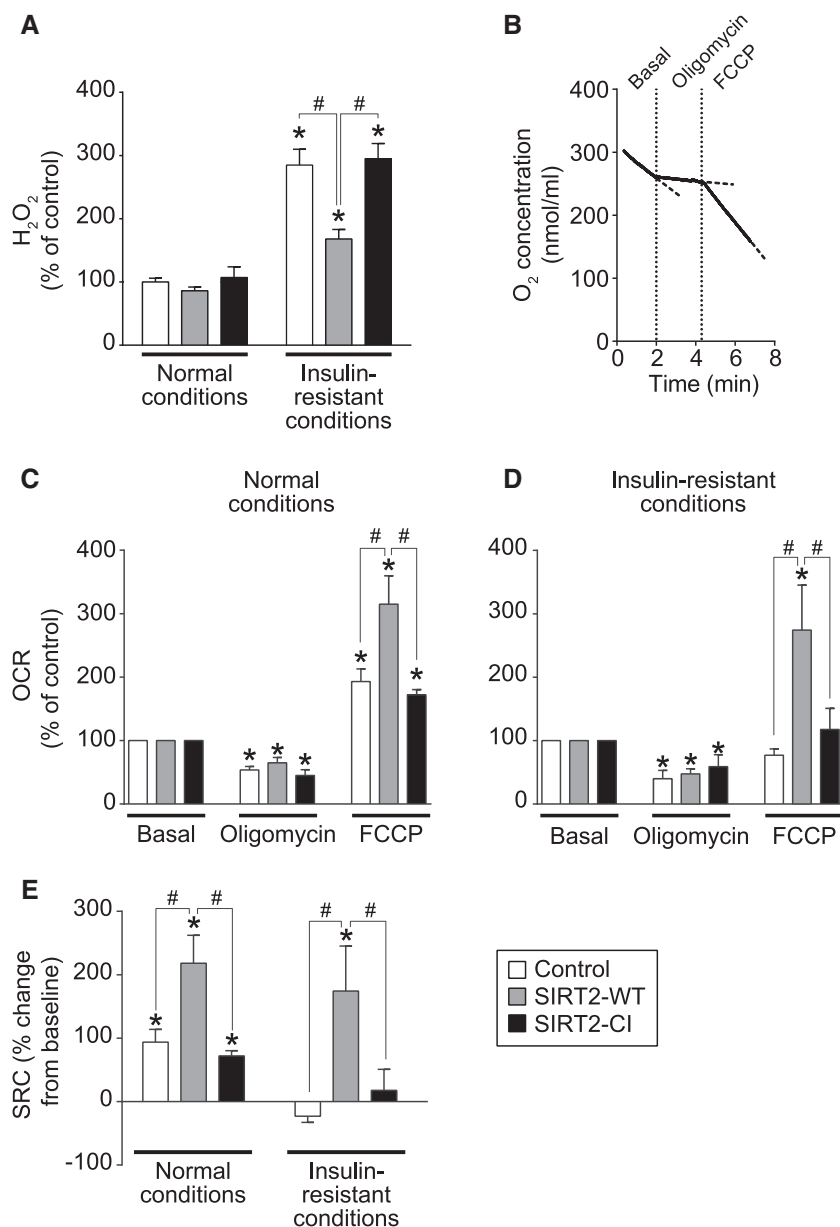 A
H2O2
(% of control)
400
300
200
100
0
* # * # *
Normal
conditions
Insulin-
resistant
conditions
B
Basal
Oligomycin
FCCP
O2 concentration
(nmol/ml)
400
300
200
100
0
0 2 4 6 8
Time (min)
C
Normal
conditions
OCR
(% of control)
400
300
200
100
0
# #
* * *
* * *
Basal Oligomycin FCCP
D
Insulin-resistant
conditions
400
300
200
100
0
# #
*
* * *
Basal Oligomycin FCCP
E
SRC (% change
from baseline)
300
200
100
0
-100
# #
* * *
# #
*
Normal
conditions
Insulin-
resistant
conditions
Control
SIRT2-WT
SIRT2-CI